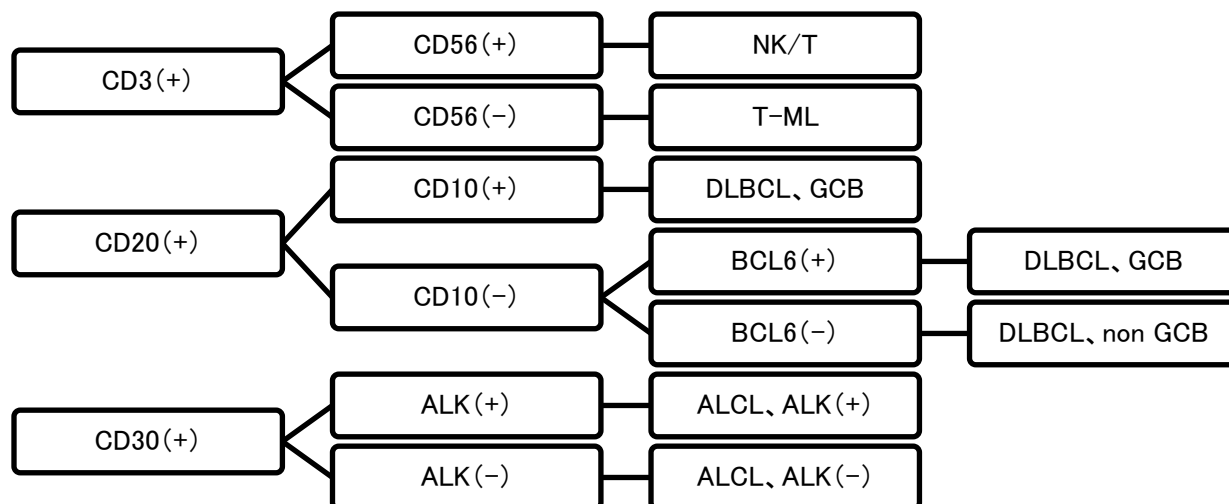 CD3(+)
CD56(+)
NK/T
CD56(−)
T−ML
CD20(+)
CD10(+)
DLBCL、GCB
CD10(−)
BCL6(+)
DLBCL、GCB
BCL6(−)
DLBCL、non GCB
CD30(+)
ALK(+)
ALCL、ALK(+)
ALK(−)
ALCL、ALK(−)